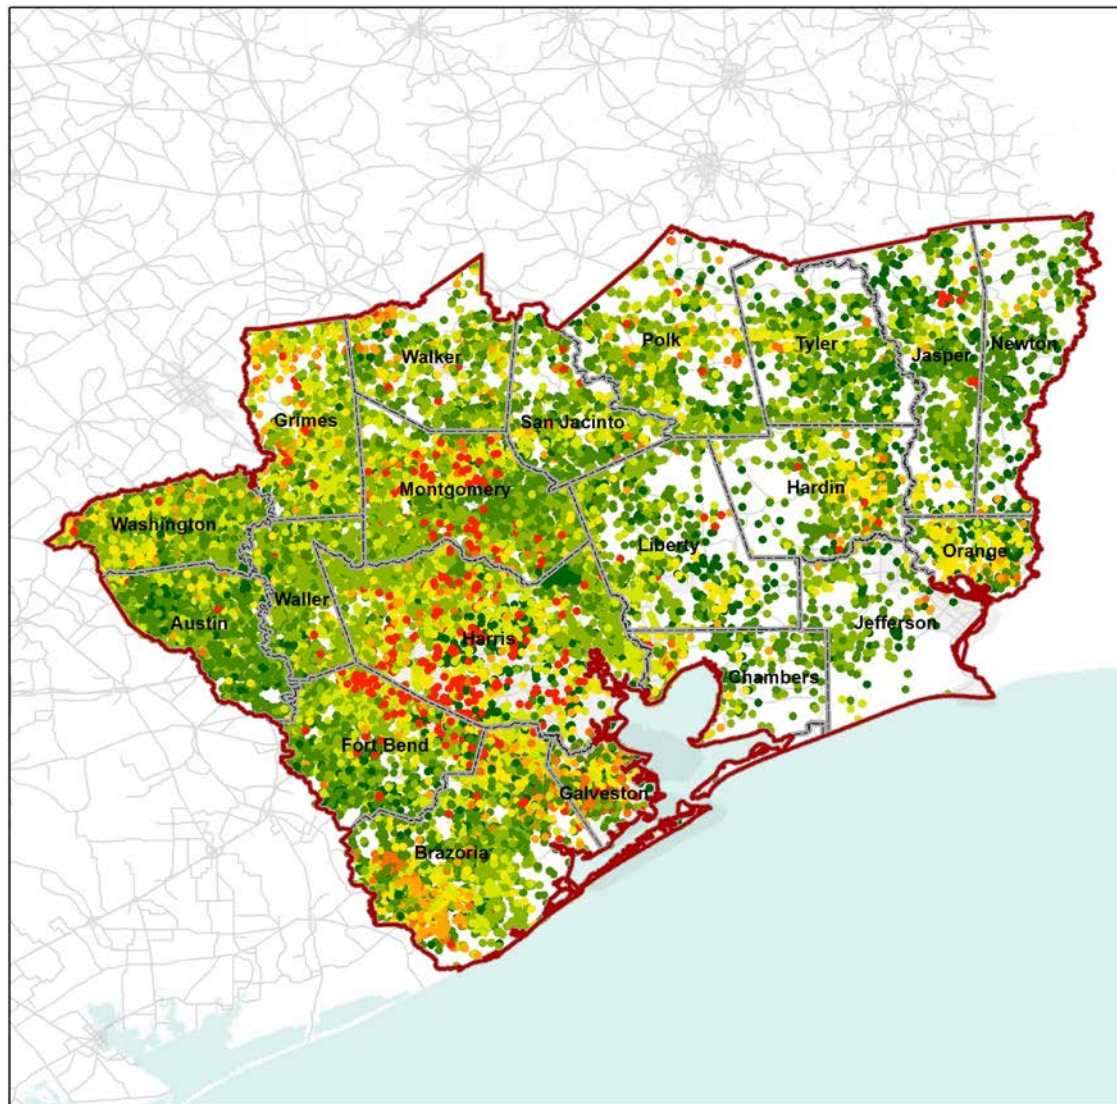 Polk
Tyler
Jasper
Newton
Walker
Grimes
San Jacinto
Montgomery
Hardin
Washington
Liberty
Orange
Waller
Austin
Harris
Jefferson
Chambers
Fort Bend
Galveston
Brazoria